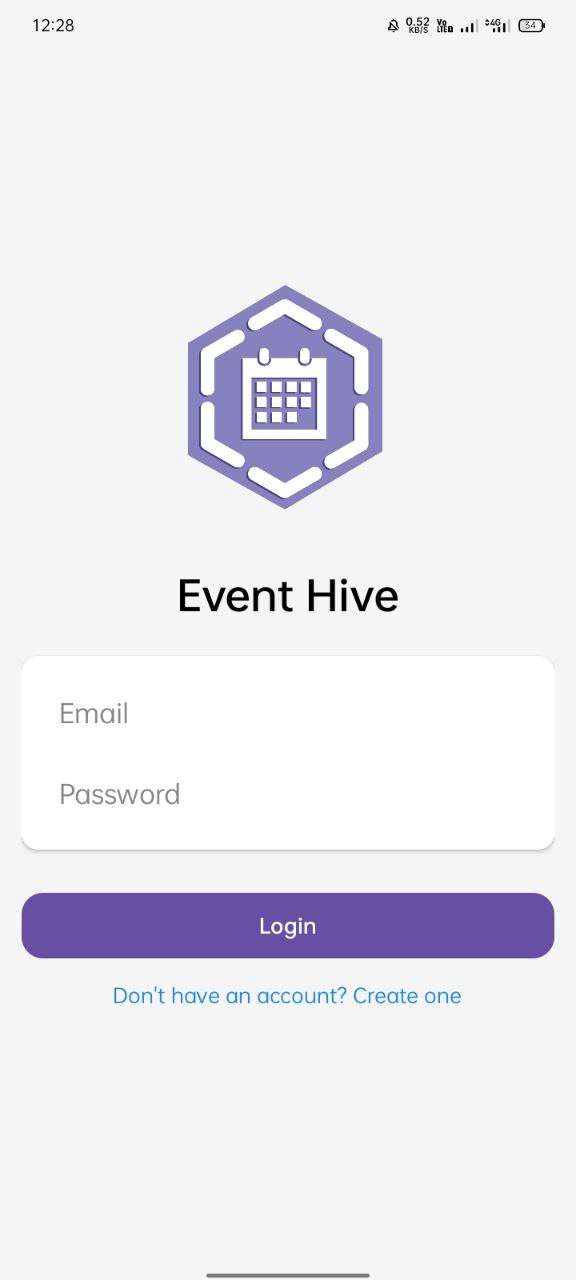 12:28
0.52 KB/S Vo LTE 4G 34
Event Hive
Email
Password
Login
Don't have an account? Create one